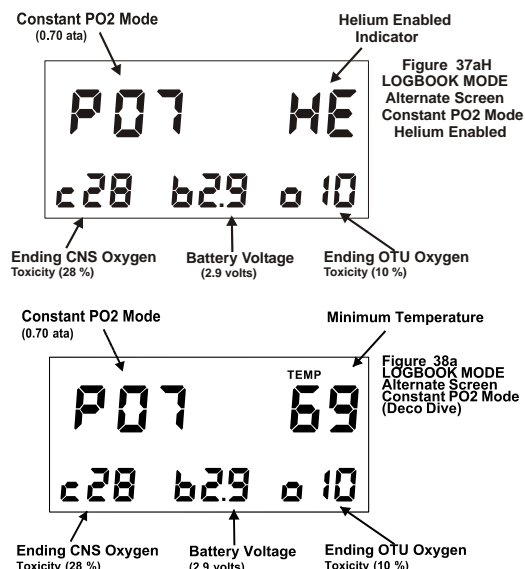 Constant PO2 Mode
(0.70 ata)
Helium Enabled
Indicator
Figure 37aH
LOGBOOK MODE
Alternate Screen
Constant PO2 Mode
Helium Enabled
P07 HE
c28 b2.9 o 10
Ending CNS Oxygen
Toxicity (28 %)
Battery Voltage
(2.9 volts)
Ending OTU Oxygen
Toxicity (10 %)
Constant PO2 Mode
(0.70 ata)
Minimum Temperature
Figure 38a
LOGBOOK MODE
Alternate Screen
Constant PO2 Mode
(Deco Dive)
TEMP
P07 69
c28 b2.9 o 10
Ending CNS Oxygen
Toxicity (28 %)
Battery Voltage
(2.9 volts)
Ending OTU Oxygen
Toxicity (10 %)